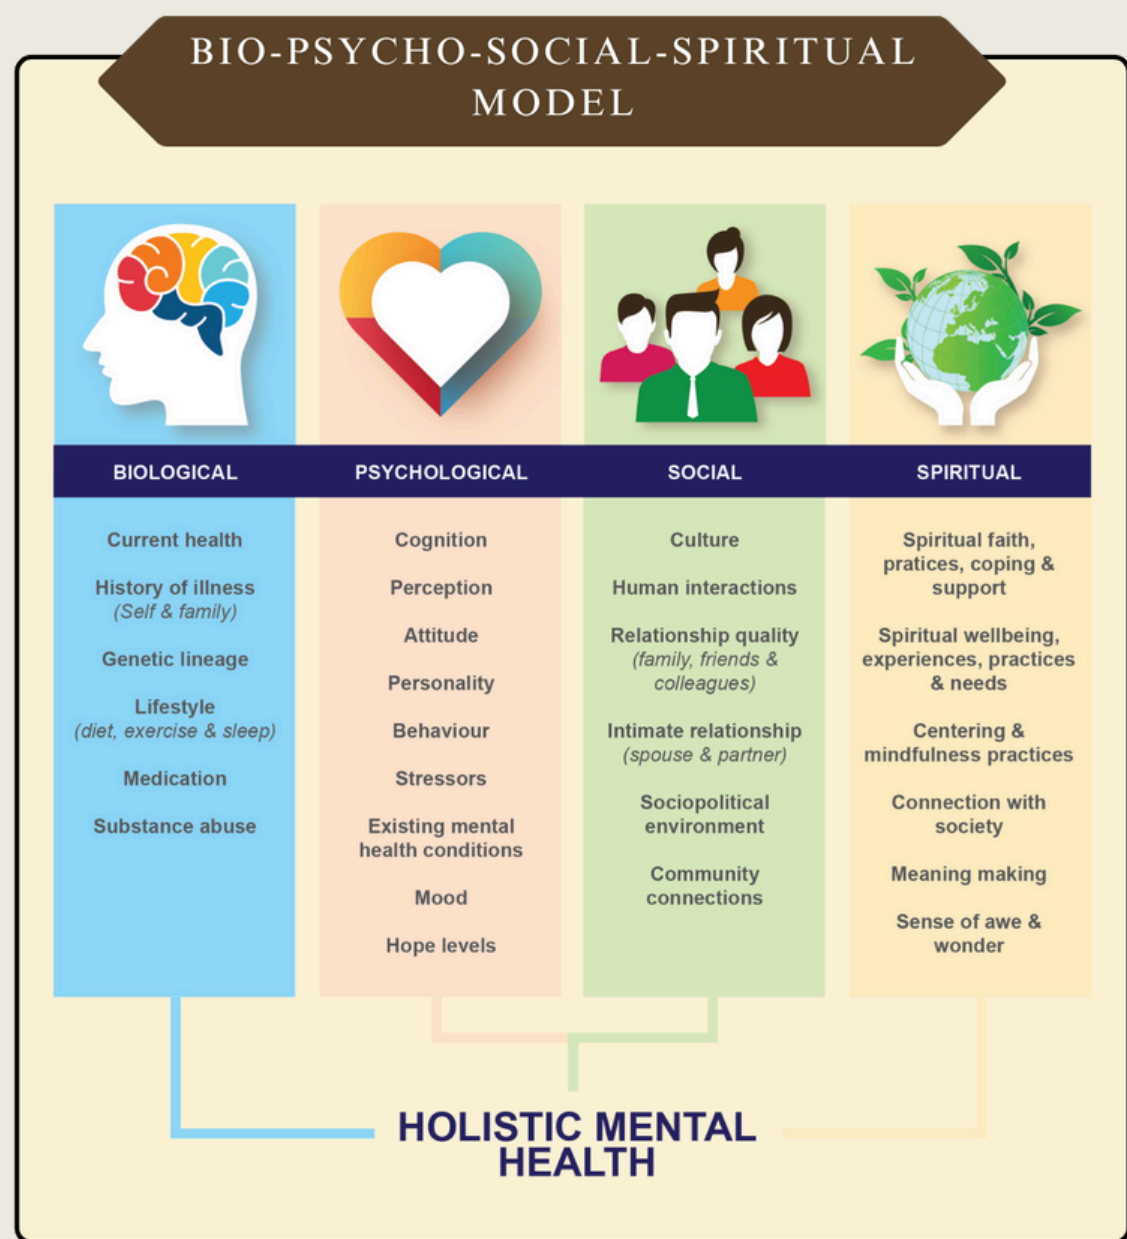 BIO-PSYCHO-SOCIAL-SPIRITUAL
MODEL
BIOLOGICAL
Current health
History of illness
(Self & family)
Genetic lineage
Lifestyle
(diet, exercise & sleep)
Medication
Substance abuse
PSYCHOLOGICAL
Cognition
Perception
Attitude
Personality
Behaviour
Stressors
Existing mental
health conditions
Mood
Hope levels
SOCIAL
Culture
Human interactions
Relationship quality
(family, friends &
colleagues)
Intimate relationship
(spouse & partner)
Sociopolitical
environment
Community
connections
SPIRITUAL
Spiritual faith,
pratices, coping &
support
Spiritual wellbeing,
experiences, practices
& needs
Centering &
mindfulness practices
Connection with
society
Meaning making
Sense of awe &
wonder
HOLISTIC MENTAL
HEALTH